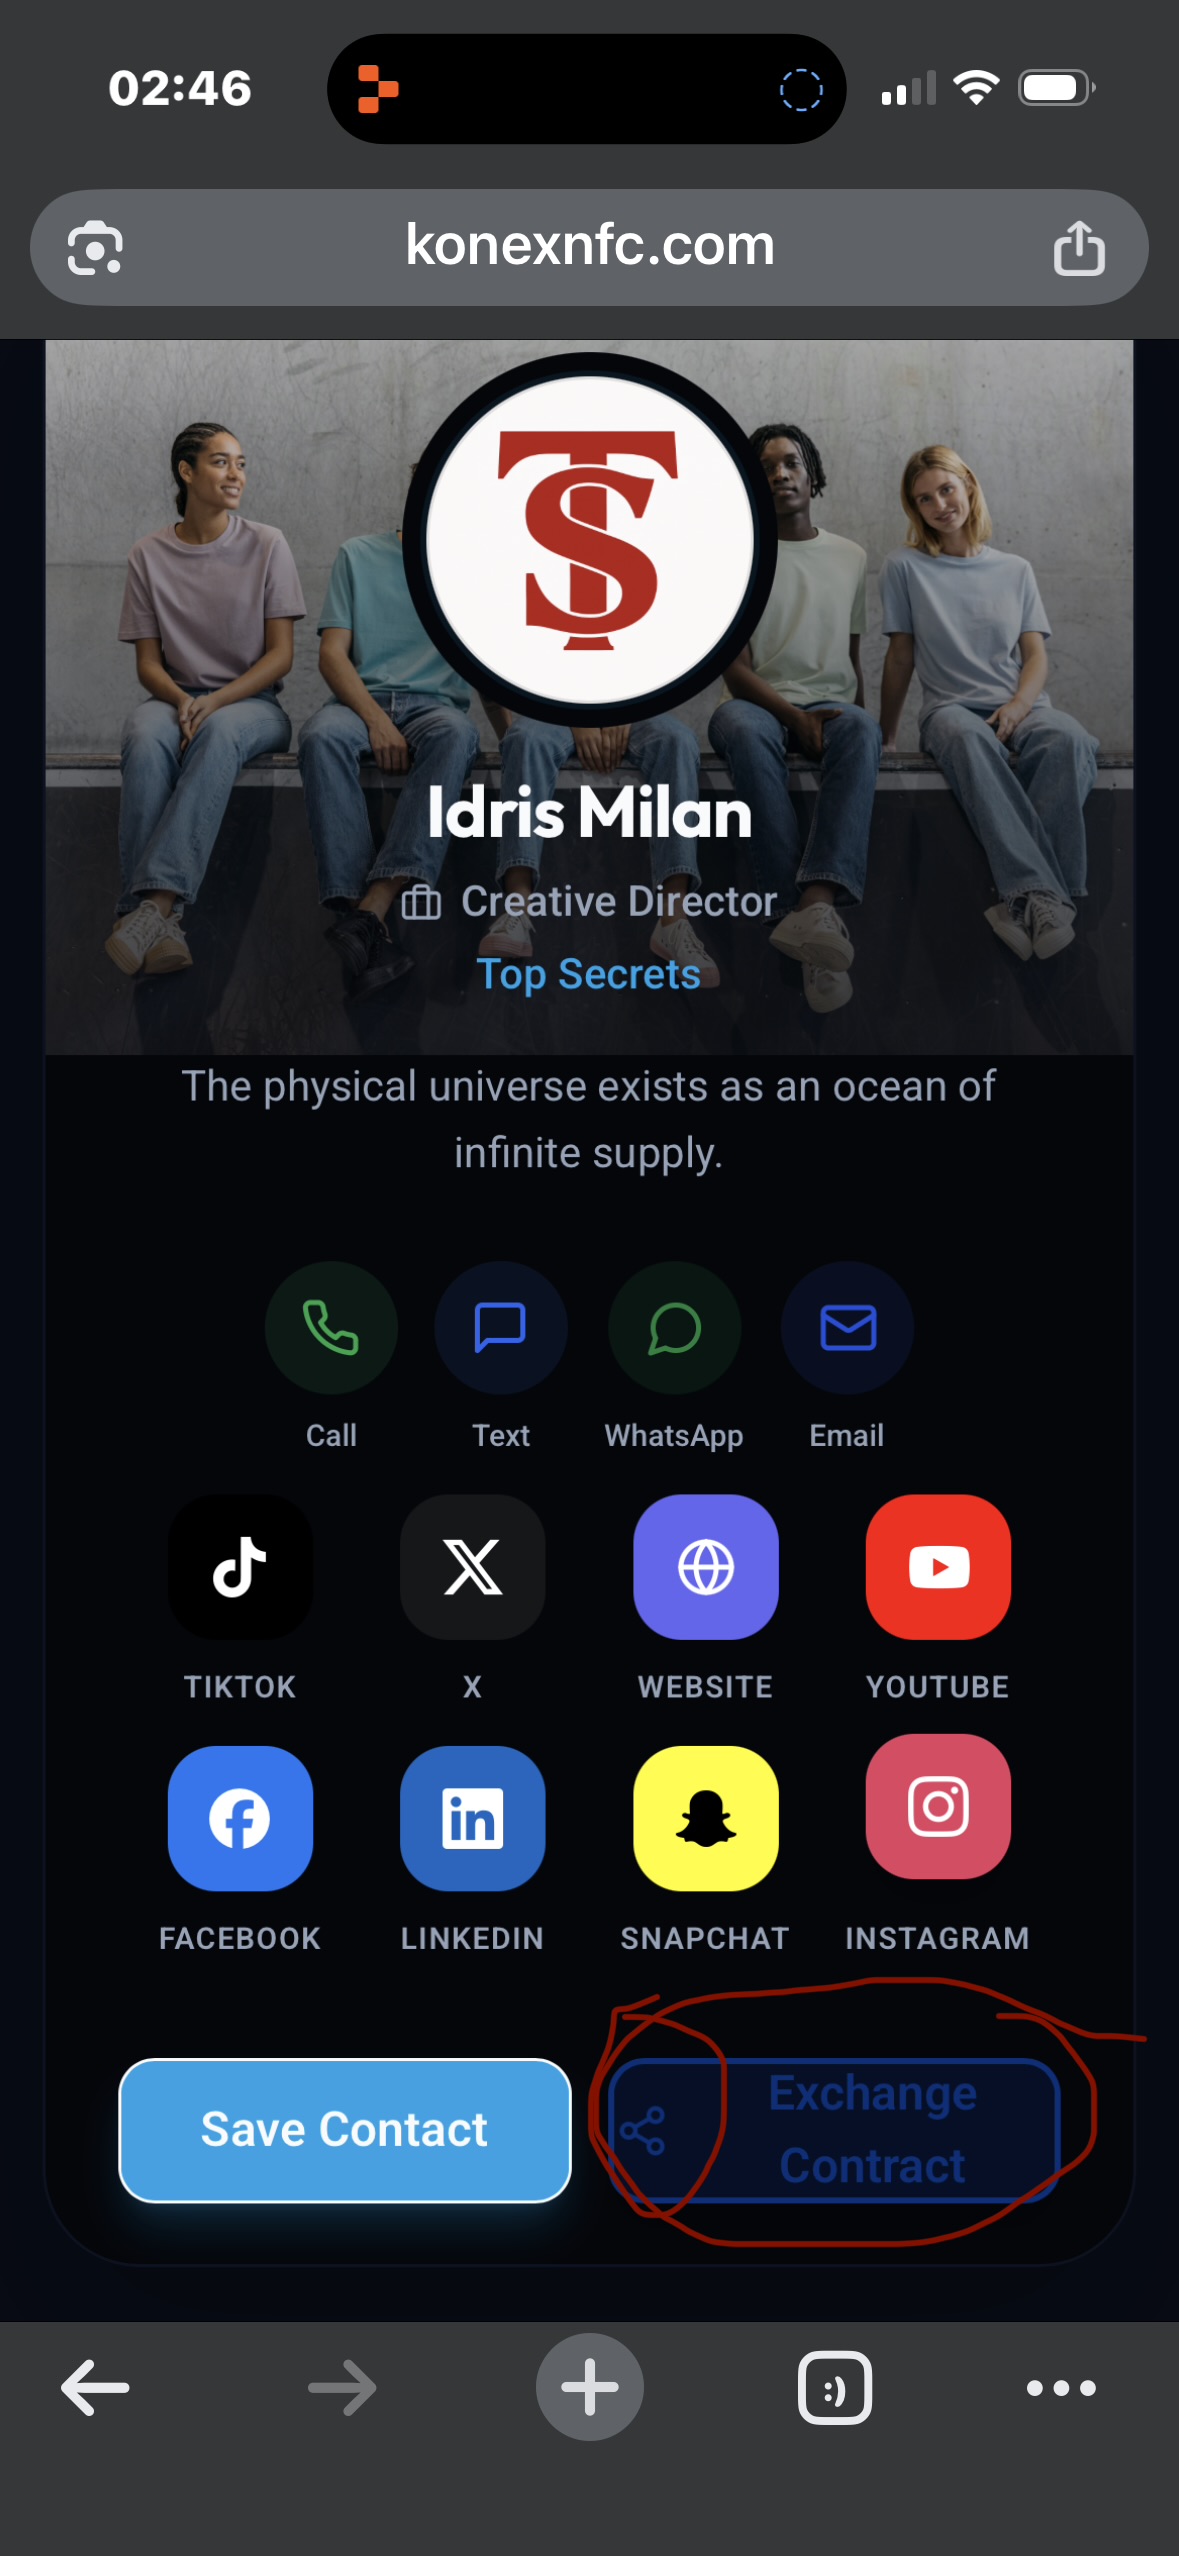 02:46
konexnfc.com
TS
Idris Milan
Creative Director
Top Secrets
The physical universe exists as an ocean of
infinite supply.
Call Text WhatsApp Email
TIKTOK X WEBSITE YOUTUBE
FACEBOOK LINKEDIN SNAPCHAT INSTAGRAM
Save Contact
Exchange
Contract
:)